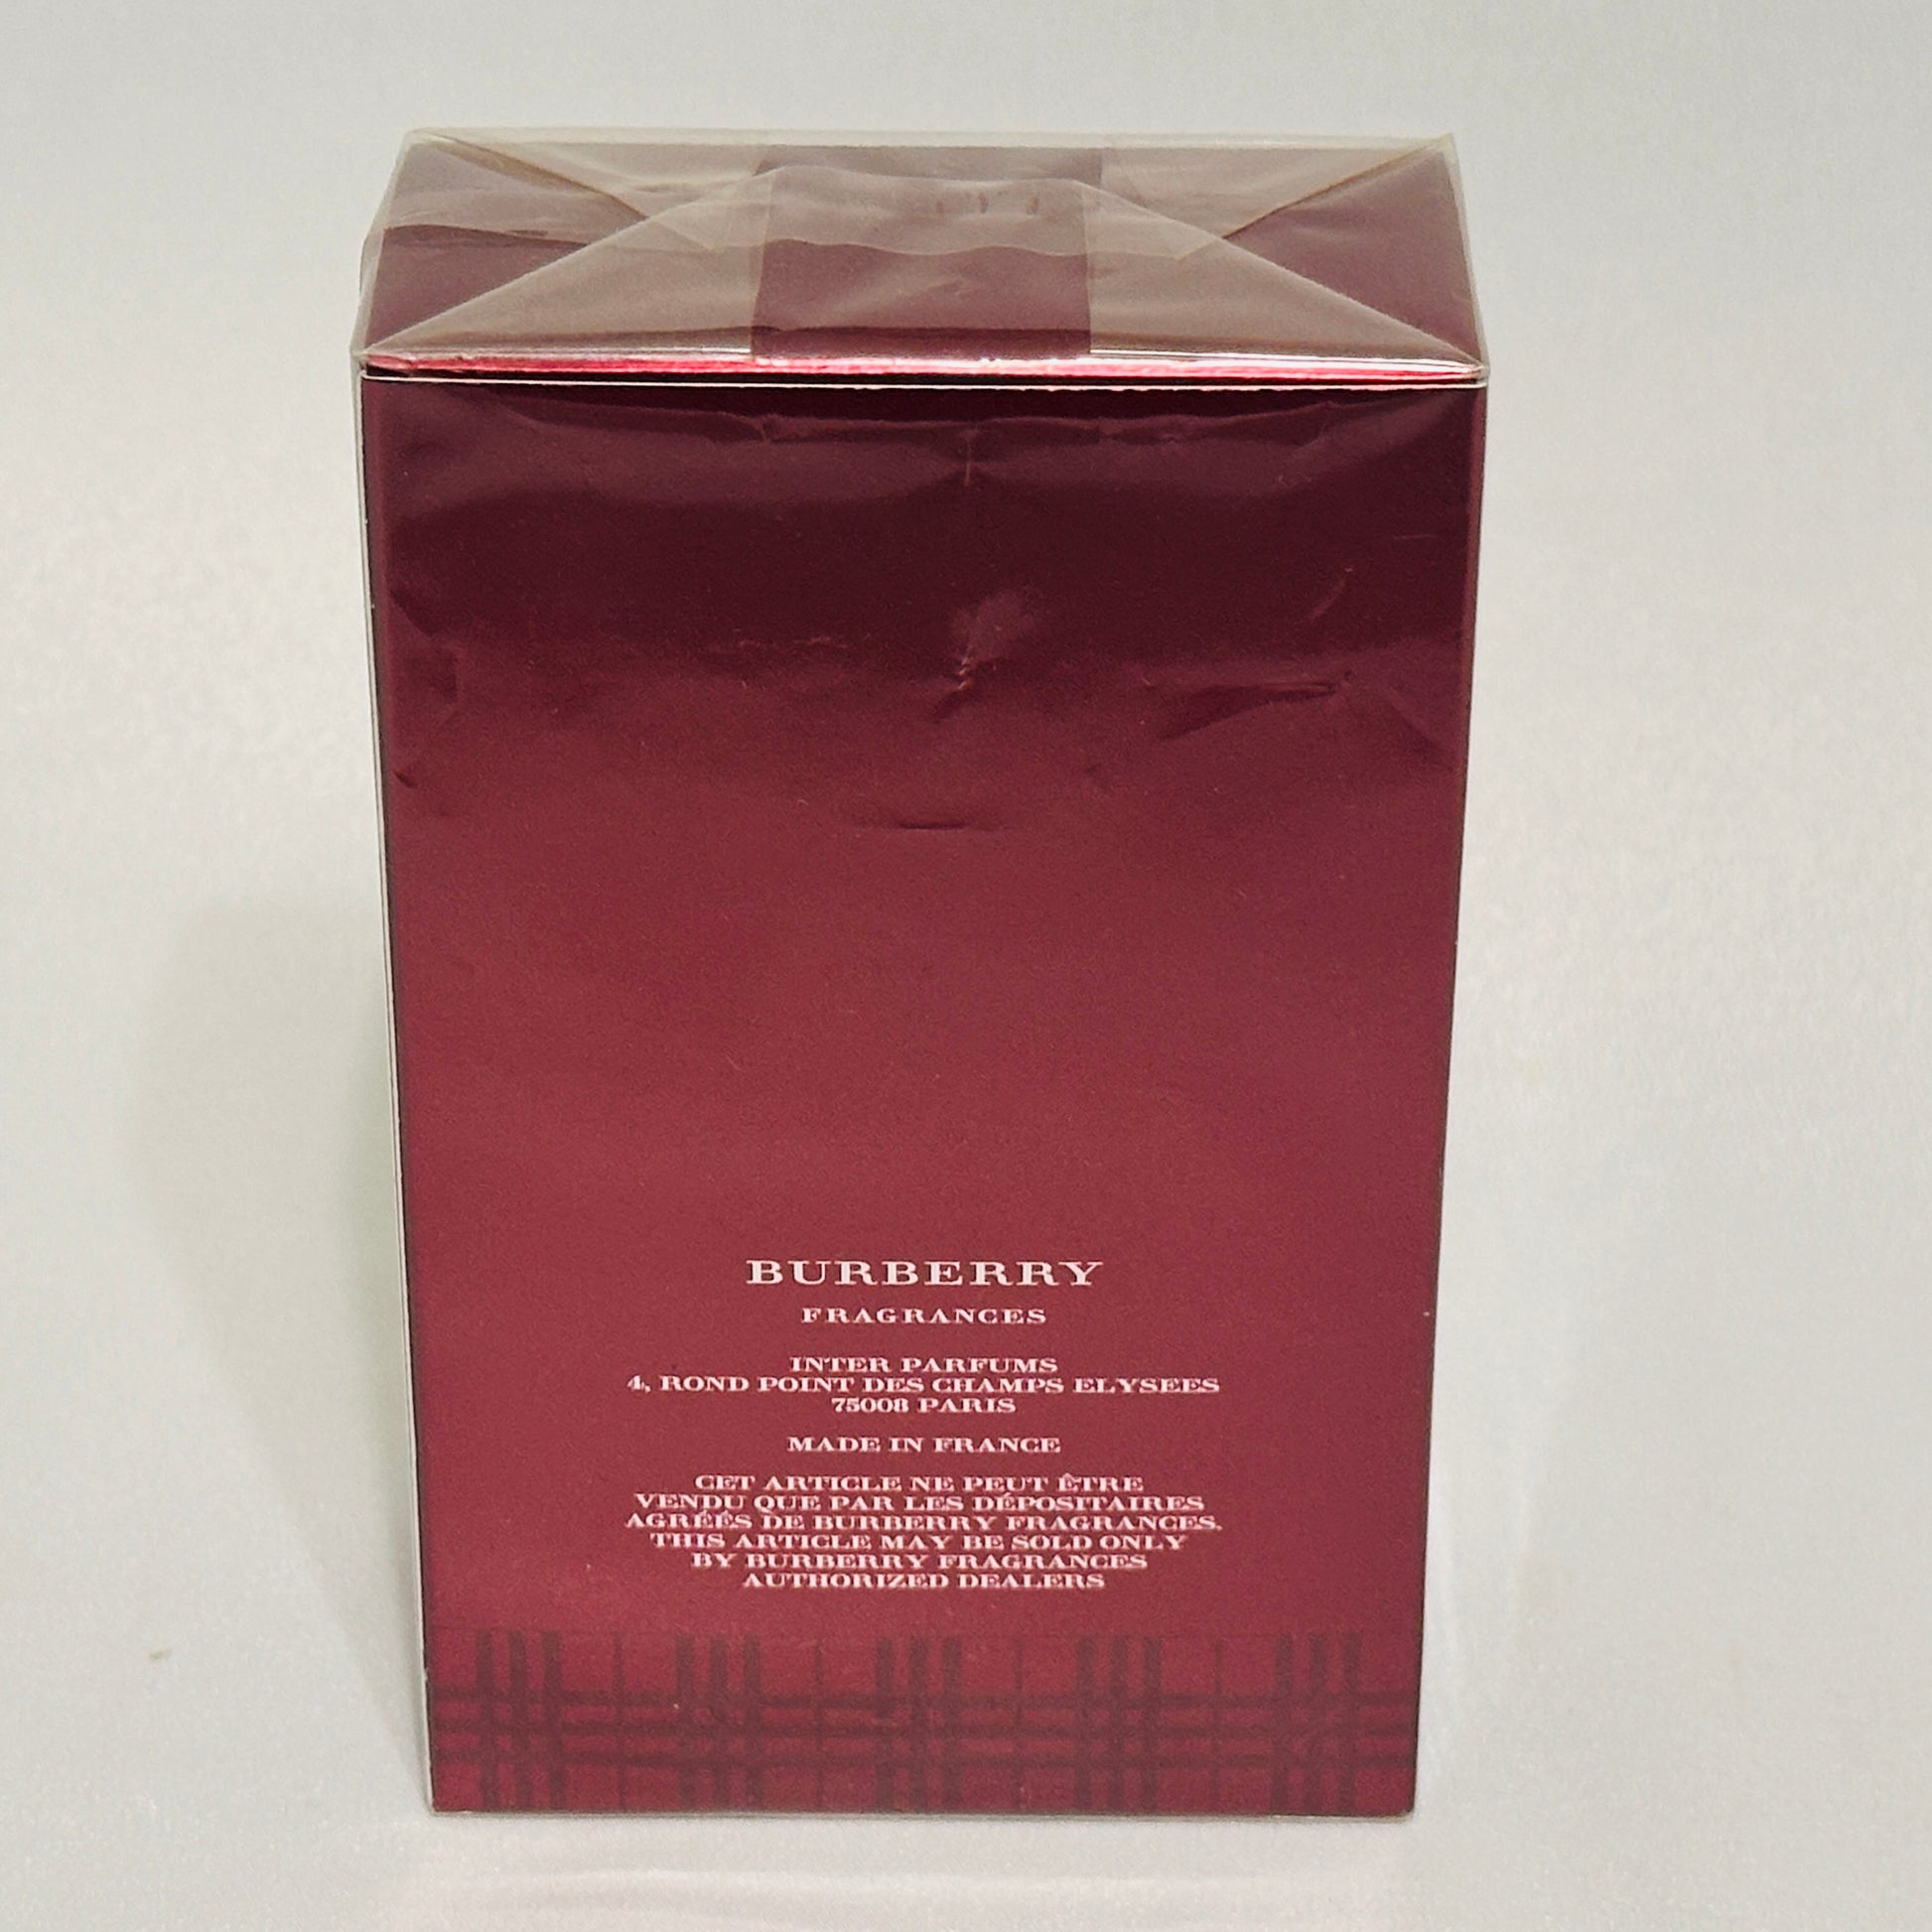 BURBERRY
FRAGRANCES
INTER PARFUMS
4, ROND POINT DES CHAMPS ELYSEES
75008 PARIS
MADE IN FRANCE
CET ARTICLE NE PEUT ÊTRE
VENDU QUE PAR LES DÉPOSITAIRES
AGRÉÉS DE BURBERRY FRAGRANCES.
THIS ARTICLE MAY BE SOLD ONLY
BY BURBERRY FRAGRANCES
AUTHORIZED DEALERS